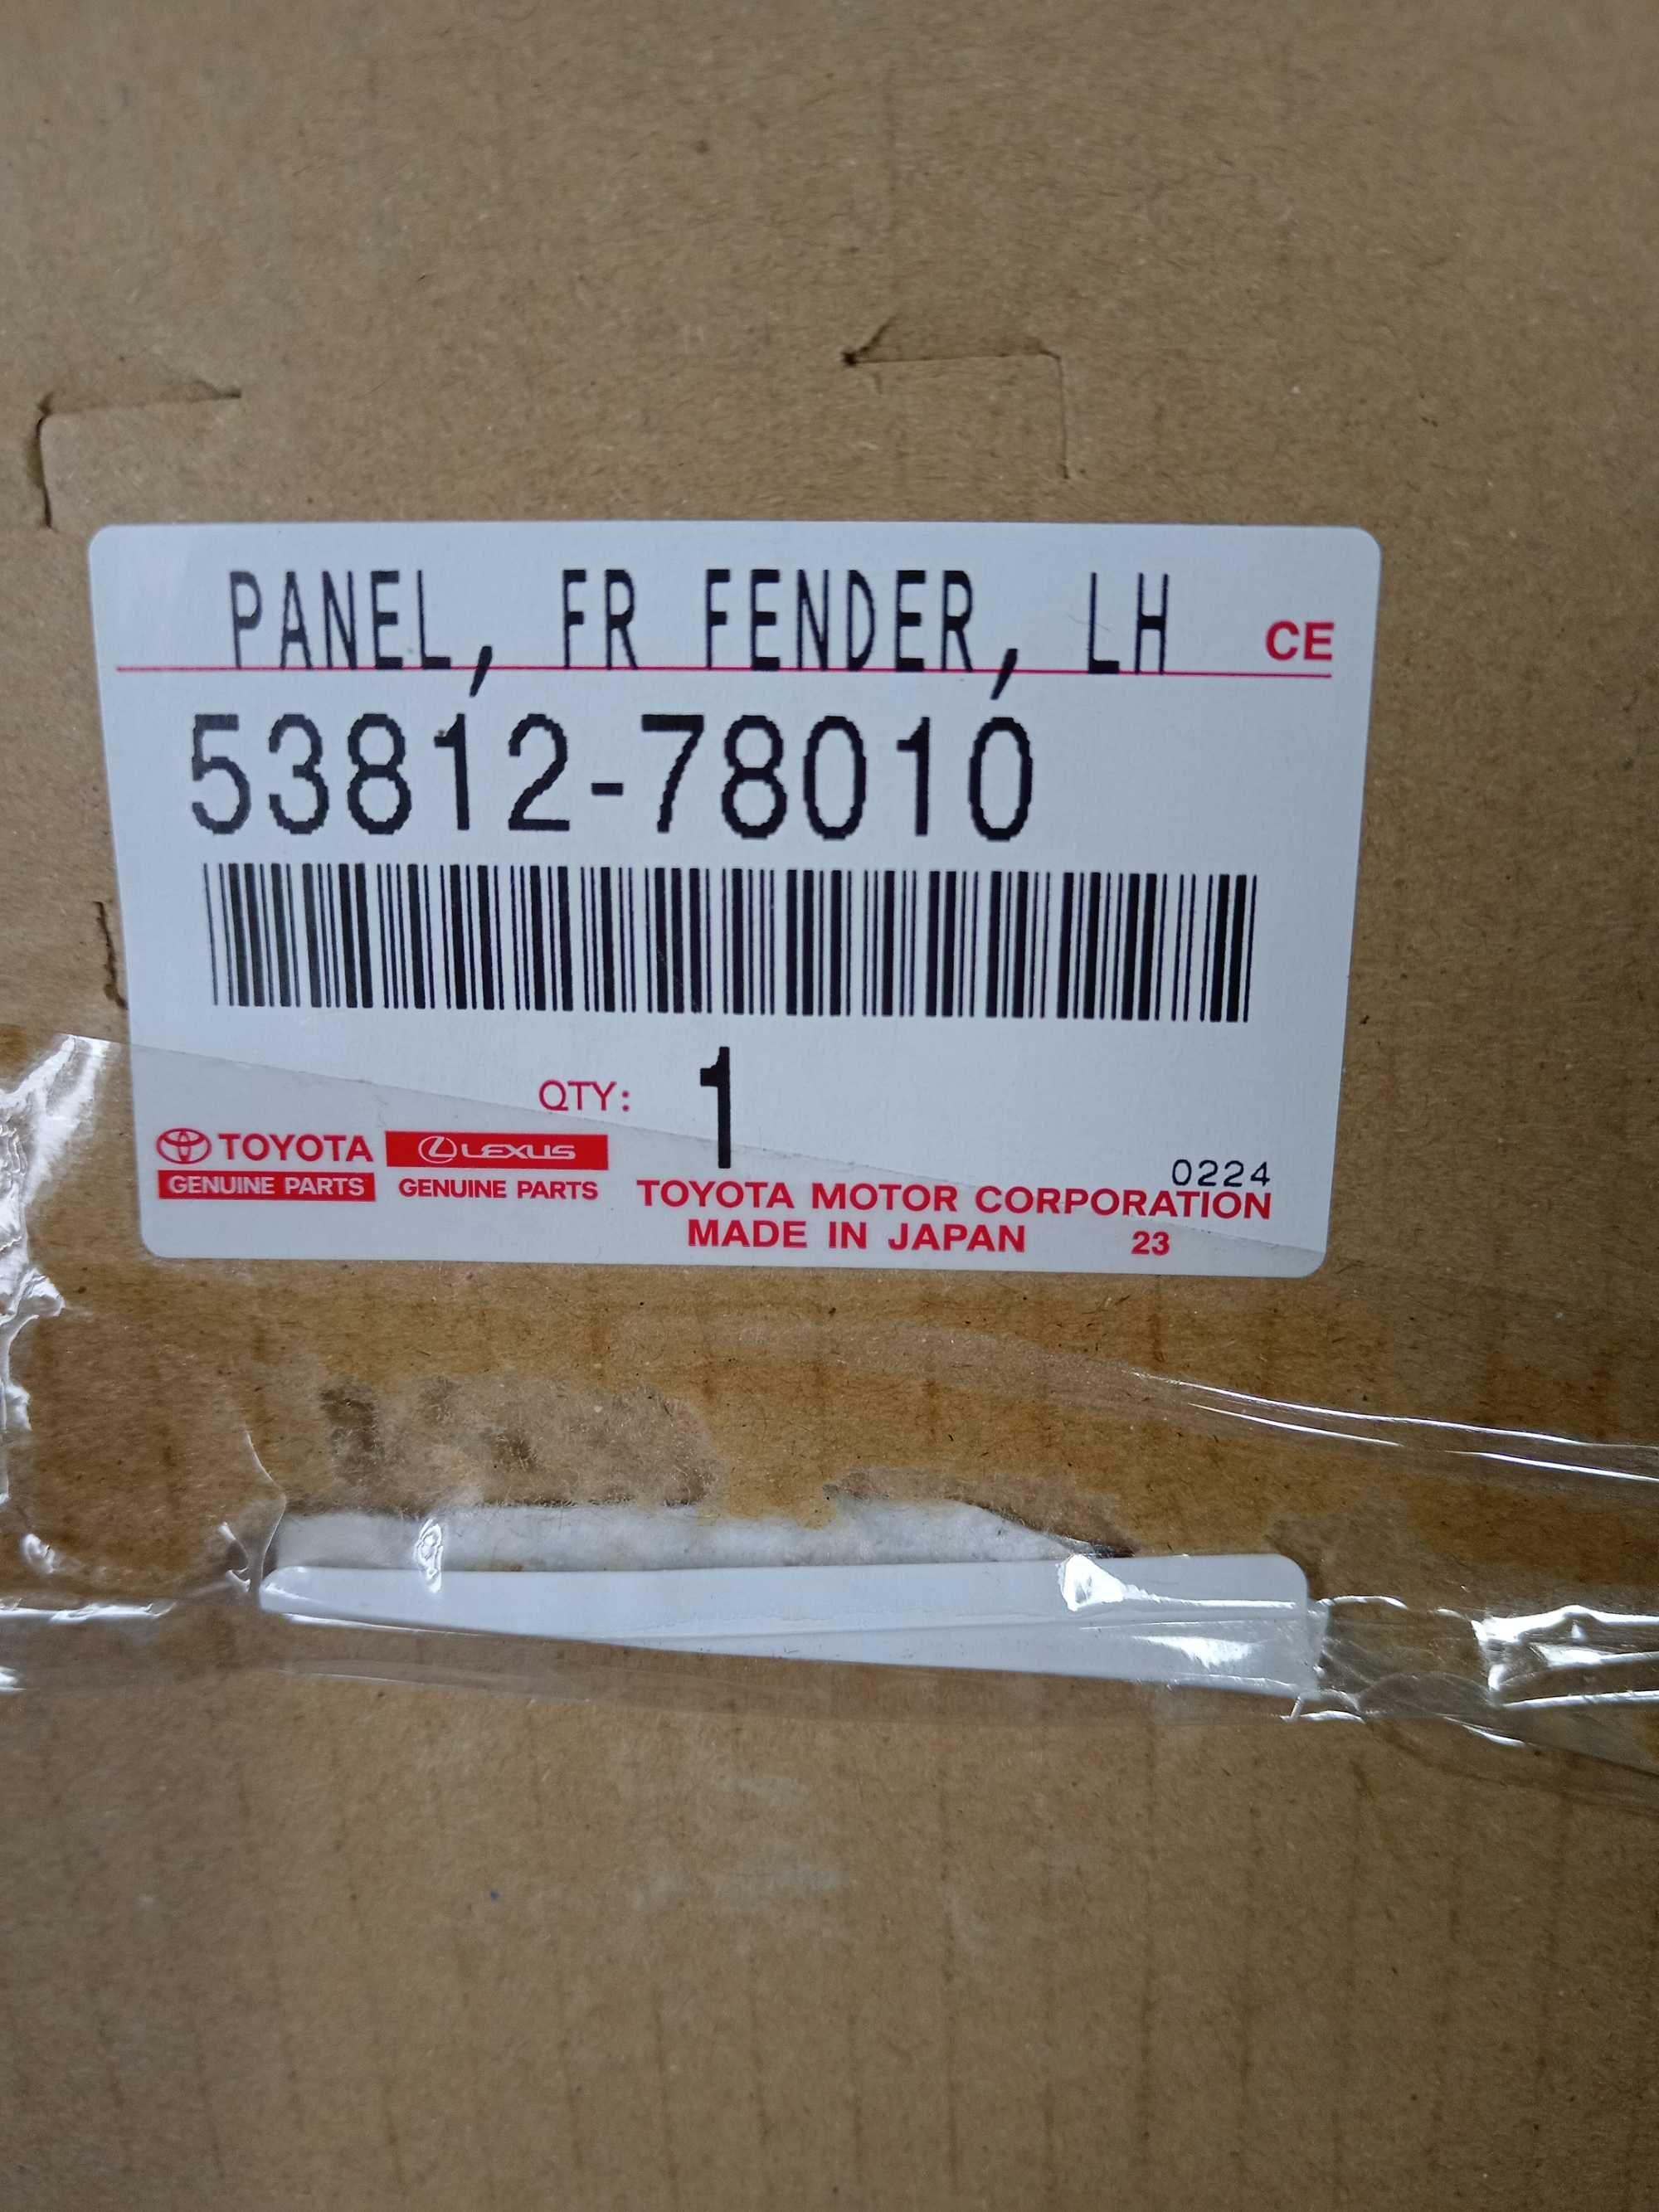 PANEL, FR FENDER, LH CE
53812-78010
QTY: 1
TOYOTA LEXUS
GENUINE PARTS GENUINE PARTS
0224
TOYOTA MOTOR CORPORATION
MADE IN JAPAN 23